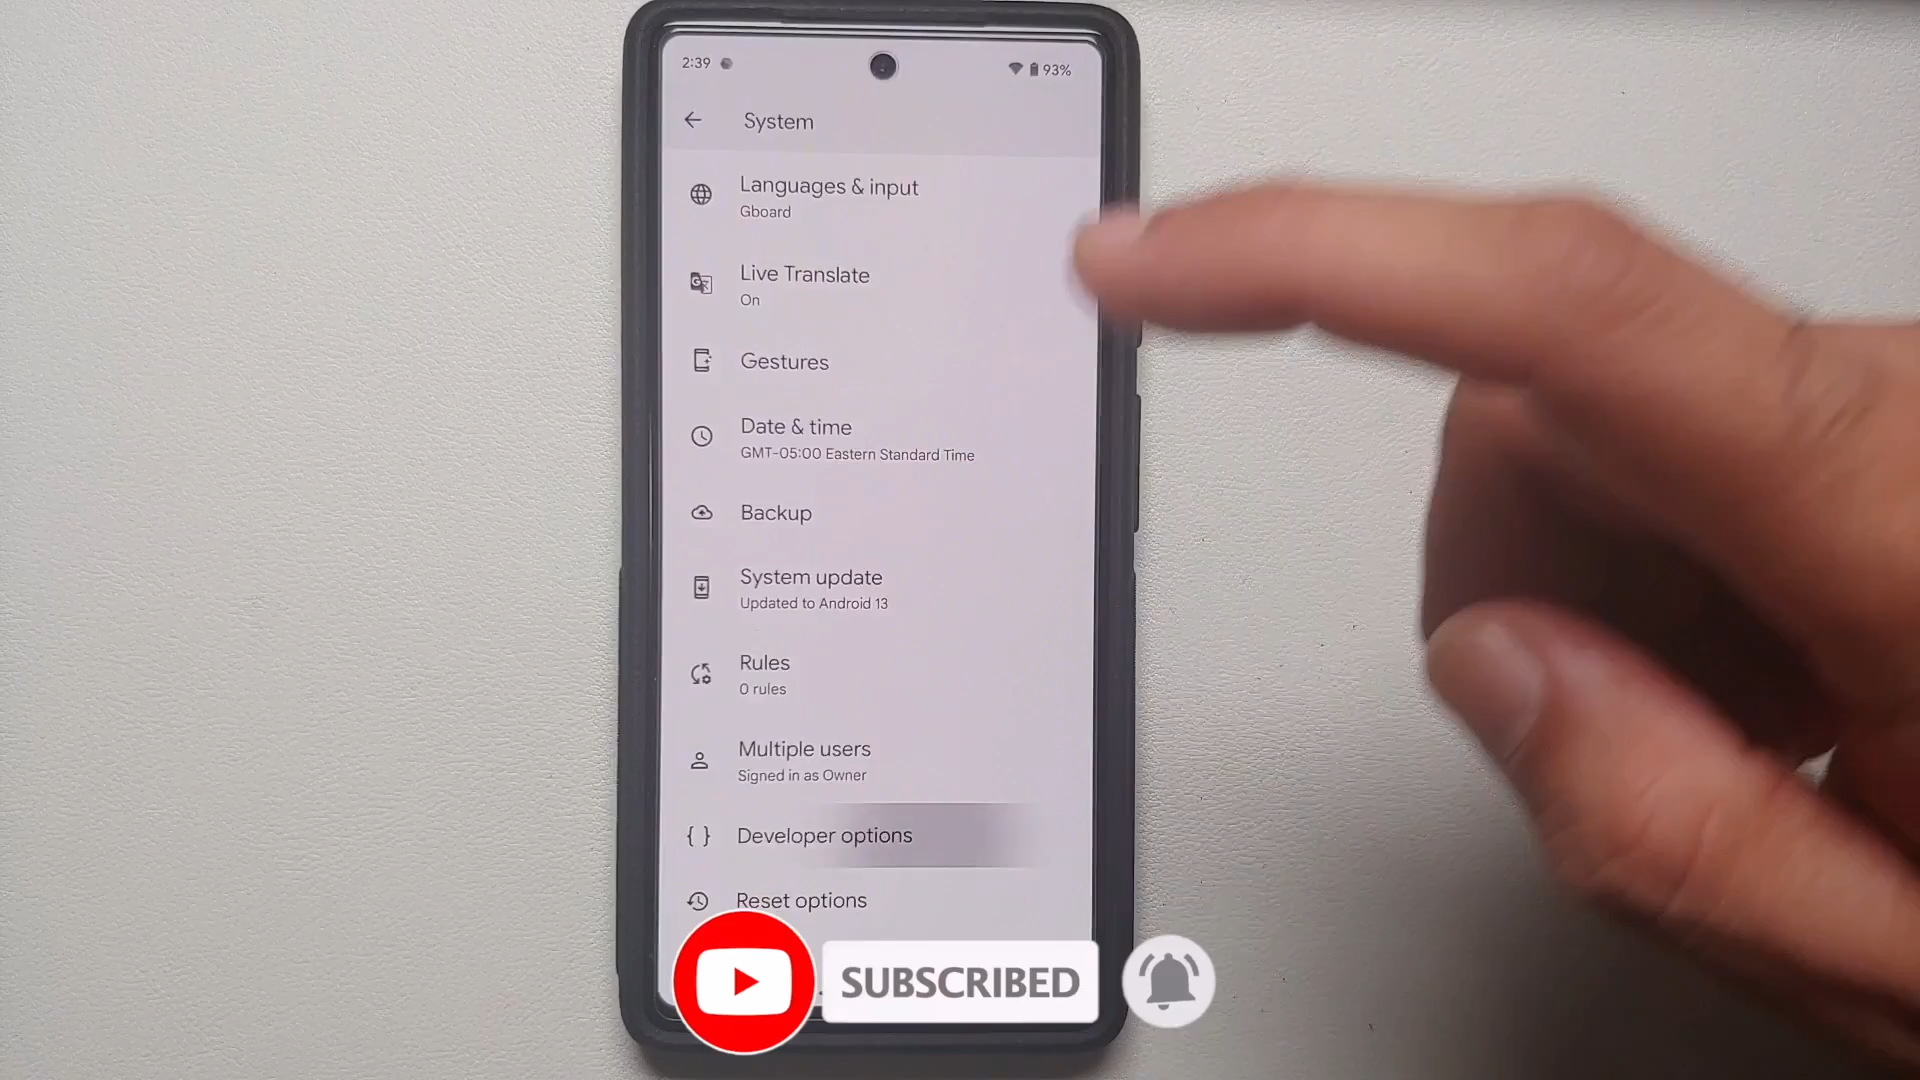 2:39
93%
System
Languages & input
Gboard
Live Translate
On
Gestures
Date & time
GMT-05:00 Eastern Standard Time
Backup
System update
Updated to Android 13
Rules
0 rules
Multiple users
Signed in as Owner
{ } Developer options
Reset options
SUBSCRIBED